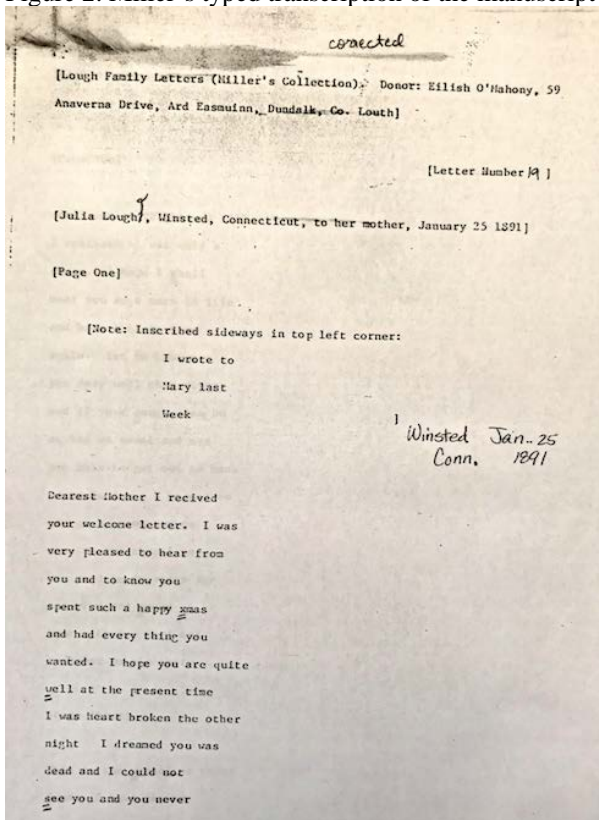 Figure 2. Miller's typed transcription of the manuscript
corrected
[Lough Family Letters (Miller's Collection). Donor: Eilish O'Mahony, 59
Anaverna Drive, Ard Easmuinn, Dundalk, Co. Louth]
[Letter Number 19 ]
[Julia Lough, Winsted, Connecticut, to her mother, January 25 1891]
[Page One]
[Note: Inscribed sideways in top left corner:
I wrote to
Mary last
Week
]
Winsted Jan.. 25
Conn. 1891
Dearest Mother I recived
your welcome letter. I was
very pleased to hear from
you and to know you
spent such a happy xmas
and had every thing you
wanted. I hope you are quite
well at the present time
I was heart broken the other
night I dreamed you was
dead and I could not
see you and you never